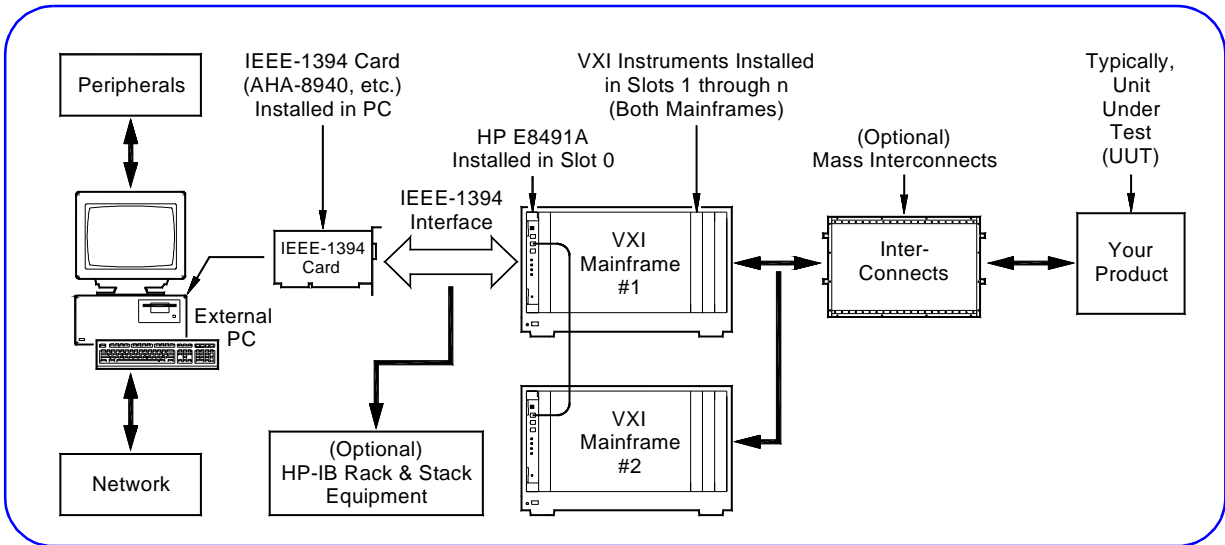 Peripherals
IEEE-1394 Card
(AHA-8940, etc.)
Installed in PC
VXI Instruments Installed
in Slots 1 through n
(Both Mainframes)
Typically,
Unit
Under
Test
(UUT)
HP E8491A
Installed in Slot 0
(Optional)
Mass Interconnects
IEEE-1394
Interface
IEEE-1394
Card
VXI
Mainframe
#1
Inter-
Connects
Your
Product
External
PC
(Optional)
HP-IB Rack & Stack
Equipment
VXI
Mainframe
#2
Network